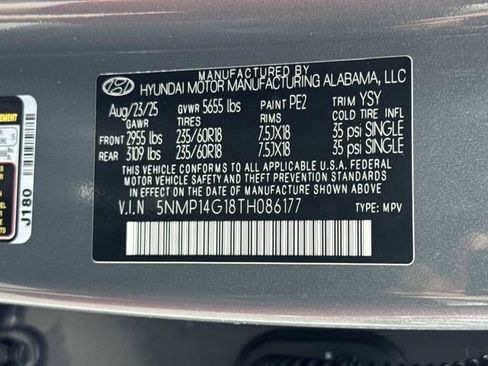 MANUFACTURED BY
HYUNDAI MOTOR MANUFACTURING ALABAMA, LLC
Aug/23/25 GVWR 5655 lbs PAINT PE2 TRIM YSY
GAWR TIRES RIMS COLD TIRE INFL
FRONT 2955 lbs 235/60R18 7.5JX18 35 psi SINGLE
REAR 3109 lbs 235/60R18 7.5JX18 35 psi SINGLE
THIS VEHICLE CONFORMS TO ALL APPLICABLE U.S.A. FEDERAL
MOTOR VEHICLE SAFETY, BUMPER, AND THEFT PREVENTION STANDARDS
IN EFFECT ON THE DATE OF MANUFACTURE SHOWN ABOVE.
V.I.N 5NMP14G18TH086177 TYPE: MPV
J180